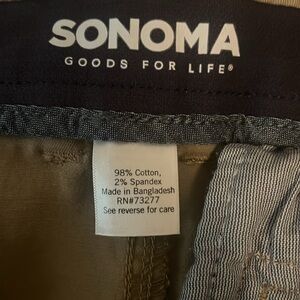 SONOMA
GOODS FOR LIFE®
98% Cotton,
2% Spandex
Made in Bangladesh
RN#73277
See reverse for care